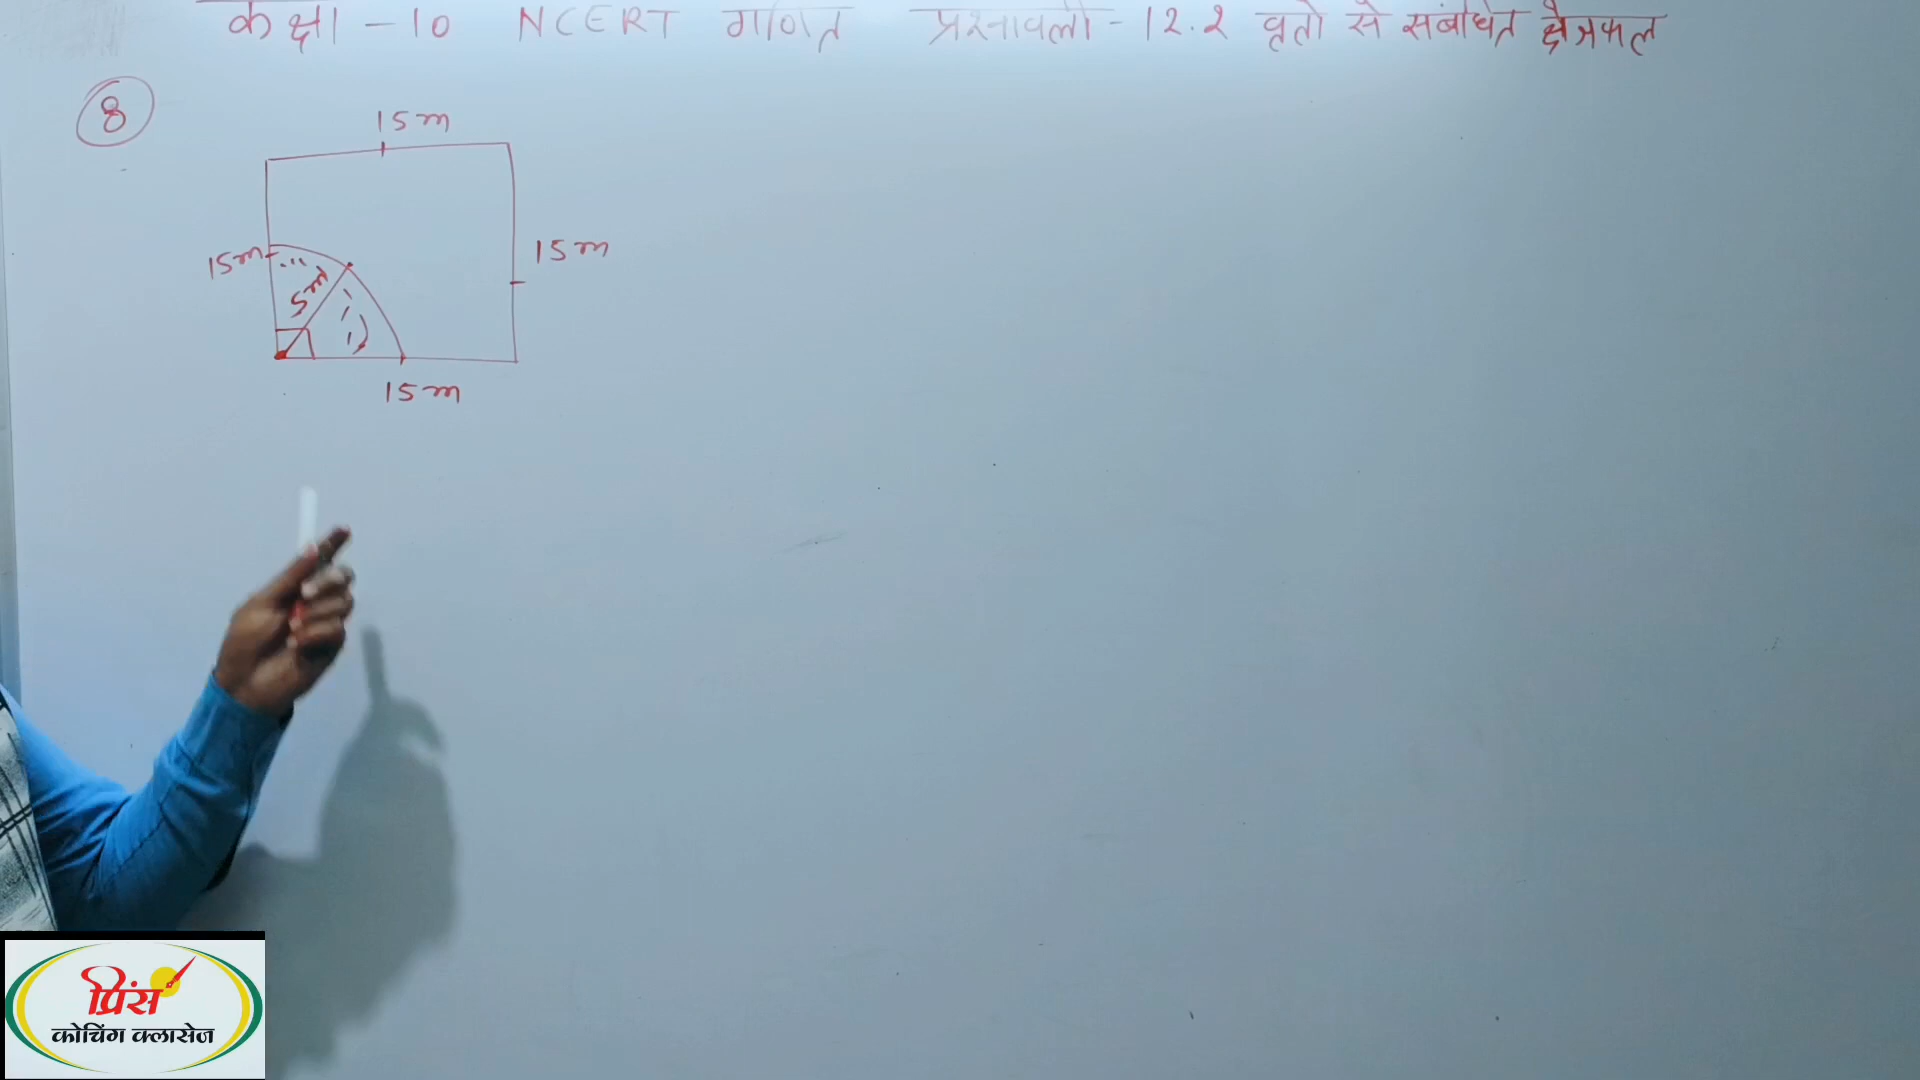 कक्षा - 10 NCERT गणित प्रश्नावली - 12.2 वृतो से संबंधित क्षेत्रफल
8
15m
15m
15m
5m
15m
प्रिंस
कोचिंग क्लासेज